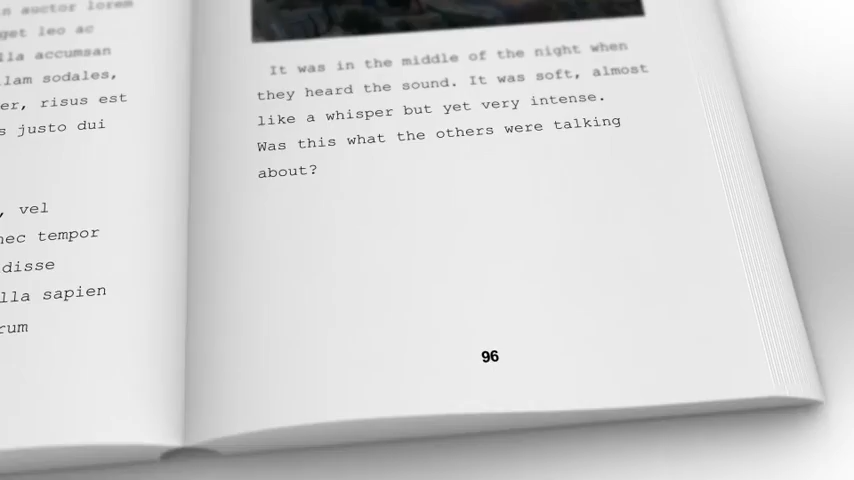 n auctor lorem
get leo ac
lla accumsan
llam sodales,
er, risus est
s justo dui
, vel
nec tempor
disse
lla sapien
rum
It was in the middle of the night when
they heard the sound. It was soft, almost
like a whisper but yet very intense.
Was this what the others were talking
about?
96